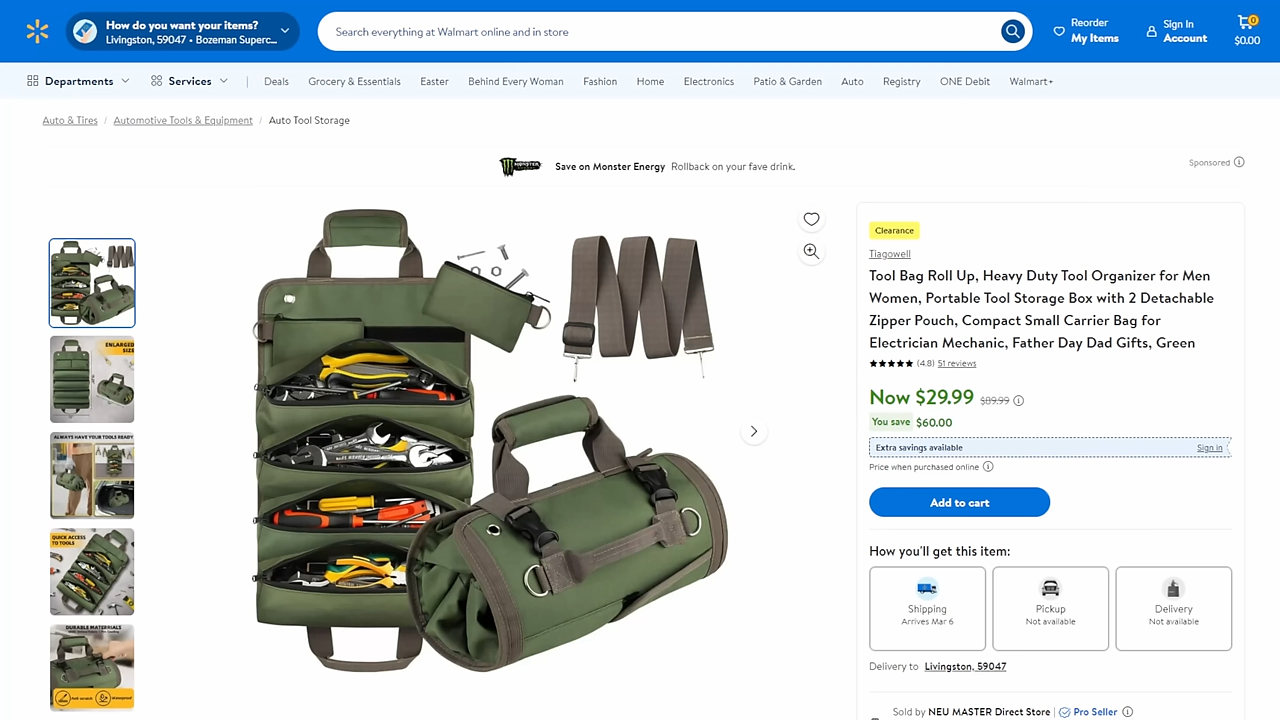 How do you want your items?
Livingston, 59047 • Bozeman Superc...
Search everything at Walmart online and in store
Reorder
My Items
Sign In
Account
0
$0.00
Departments
Services
Deals
Grocery & Essentials
Easter
Behind Every Woman
Fashion
Home
Electronics
Patio & Garden
Auto
Registry
ONE Debit
Walmart+
Auto & Tires / Automotive Tools & Equipment / Auto Tool Storage
MONSTER
Save on Monster Energy Rollback on your fave drink.
Sponsored
ENLARGED
SIZE
ALWAYS HAVE YOUR TOOLS READY
QUICK ACCESS
TO TOOLS
DURABLE MATERIALS
Clearance
Tiagowell
Tool Bag Roll Up, Heavy Duty Tool Organizer for Men
Women, Portable Tool Storage Box with 2 Detachable
Zipper Pouch, Compact Small Carrier Bag for
Electrician Mechanic, Father Day Dad Gifts, Green
(4.8) 51 reviews
Now $29.99 $89.99
You save $60.00
Extra savings available
Sign in
Price when purchased online
Add to cart
How you'll get this item:
Shipping
Arrives Mar 6
Pickup
Not available
Delivery
Not available
Delivery to Livingston, 59047
Sold by NEU MASTER Direct Store | Pro Seller